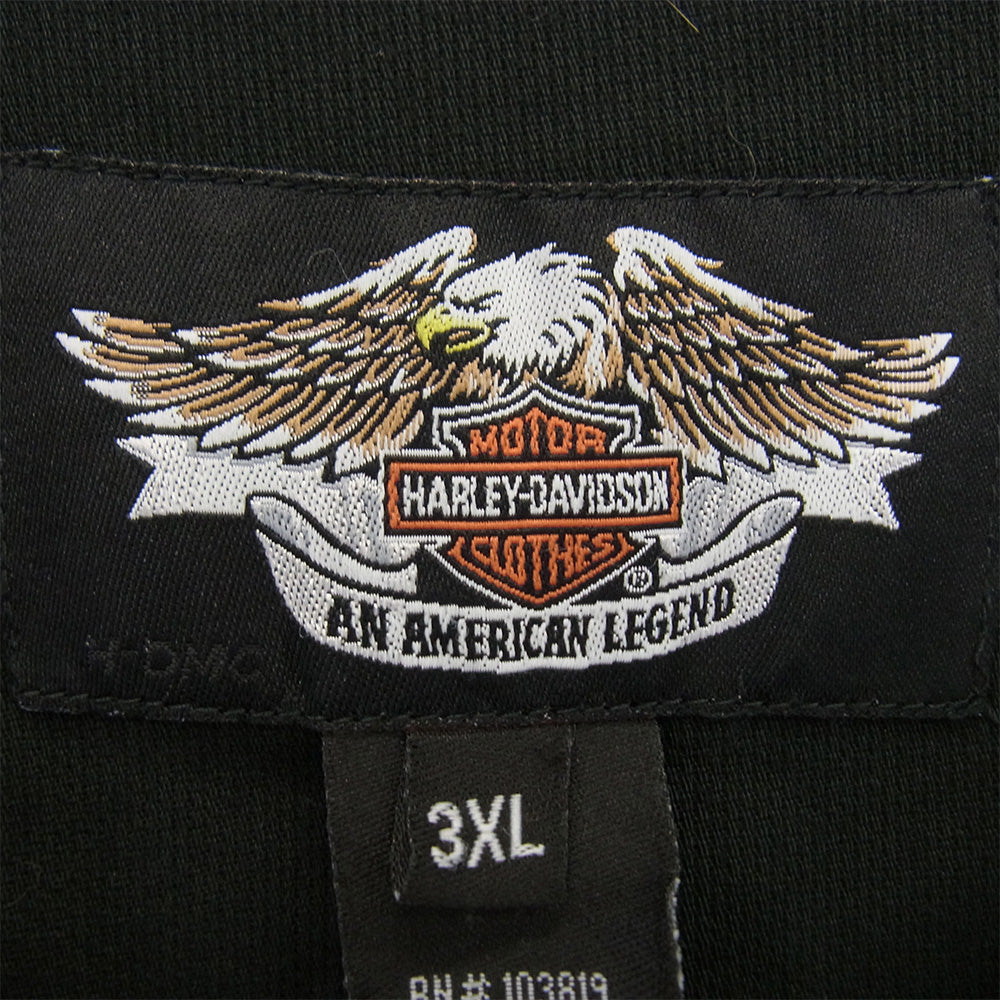 MOTOR
HARLEY-DAVIDSON
CLOTHES
®
AN AMERICAN LEGEND
HDMC
3XL
RN# 103819